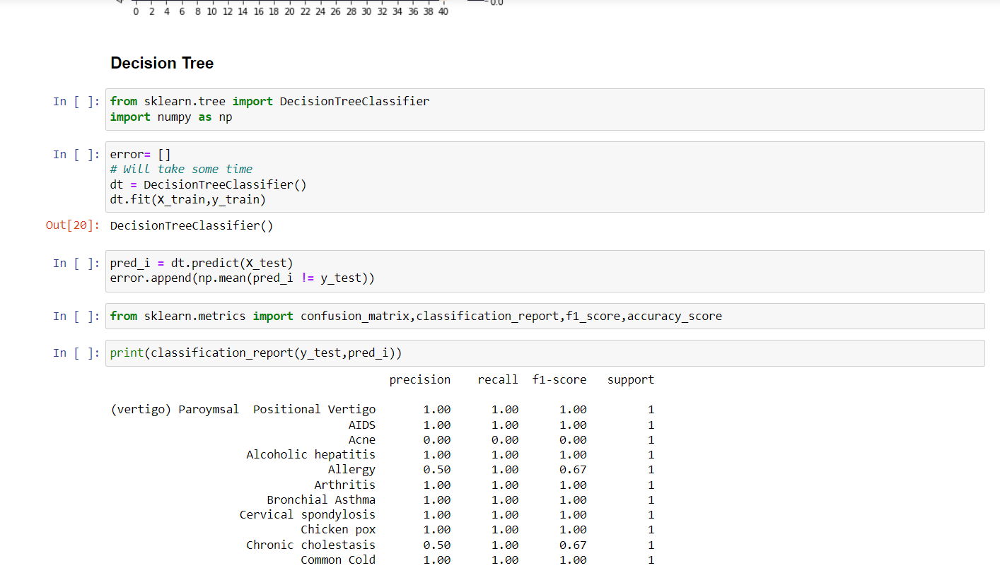 0 2 4 6 8 10 12 14 16 18 20 22 24 26 28 30 32 34 36 38 40
Decision Tree
In [ ]: from sklearn.tree import DecisionTreeClassifier
import numpy as np
In [ ]: error= []
# Will take some time
dt = DecisionTreeClassifier()
dt.fit(X_train,y_train)
Out[20]: DecisionTreeClassifier()
In [ ]: pred_i = dt.predict(X_test)
error.append(np.mean(pred_i != y_test))
In [ ]: from sklearn.metrics import confusion_matrix,classification_report,f1_score,accuracy_score
In [ ]: print(classification_report(y_test,pred_i))
precision recall f1-score support
(vertigo) Paroymsal  Positional Vertigo 1.00 1.00 1.00 1
AIDS 1.00 1.00 1.00 1
Acne 0.00 0.00 0.00 1
Alcoholic hepatitis 1.00 1.00 1.00 1
Allergy 0.50 1.00 0.67 1
Arthritis 1.00 1.00 1.00 1
Bronchial Asthma 1.00 1.00 1.00 1
Cervical spondylosis 1.00 1.00 1.00 1
Chicken pox 1.00 1.00 1.00 1
Chronic cholestasis 0.50 1.00 0.67 1
Common Cold 1.00 1.00 1.00 1